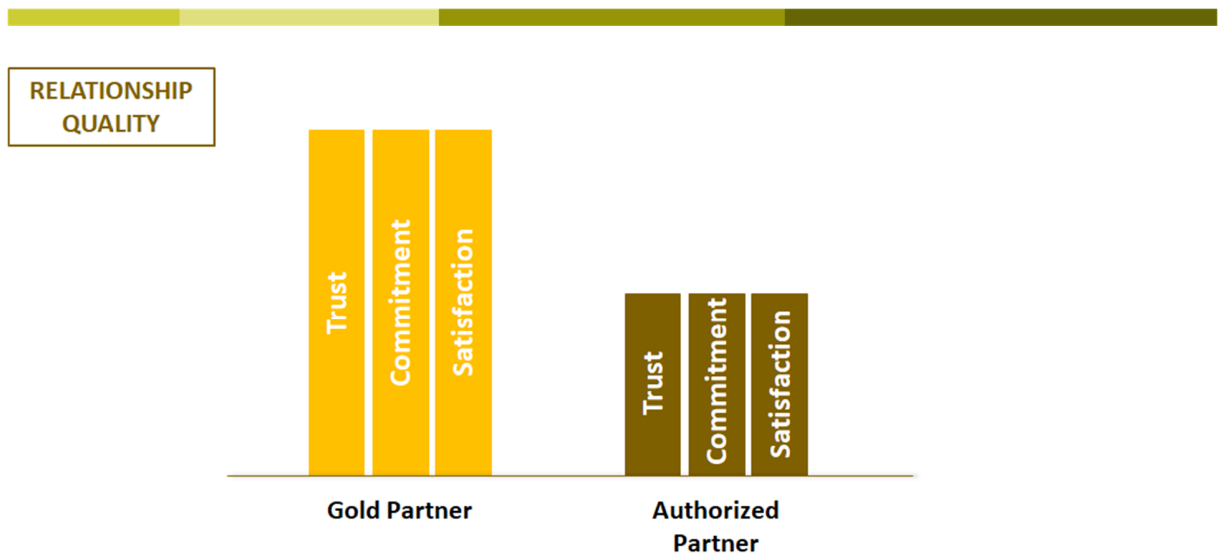 RELATIONSHIP
QUALITY
Trust
Commitment
Satisfaction
Trust
Commitment
Satisfaction
Gold Partner
Authorized
Partner